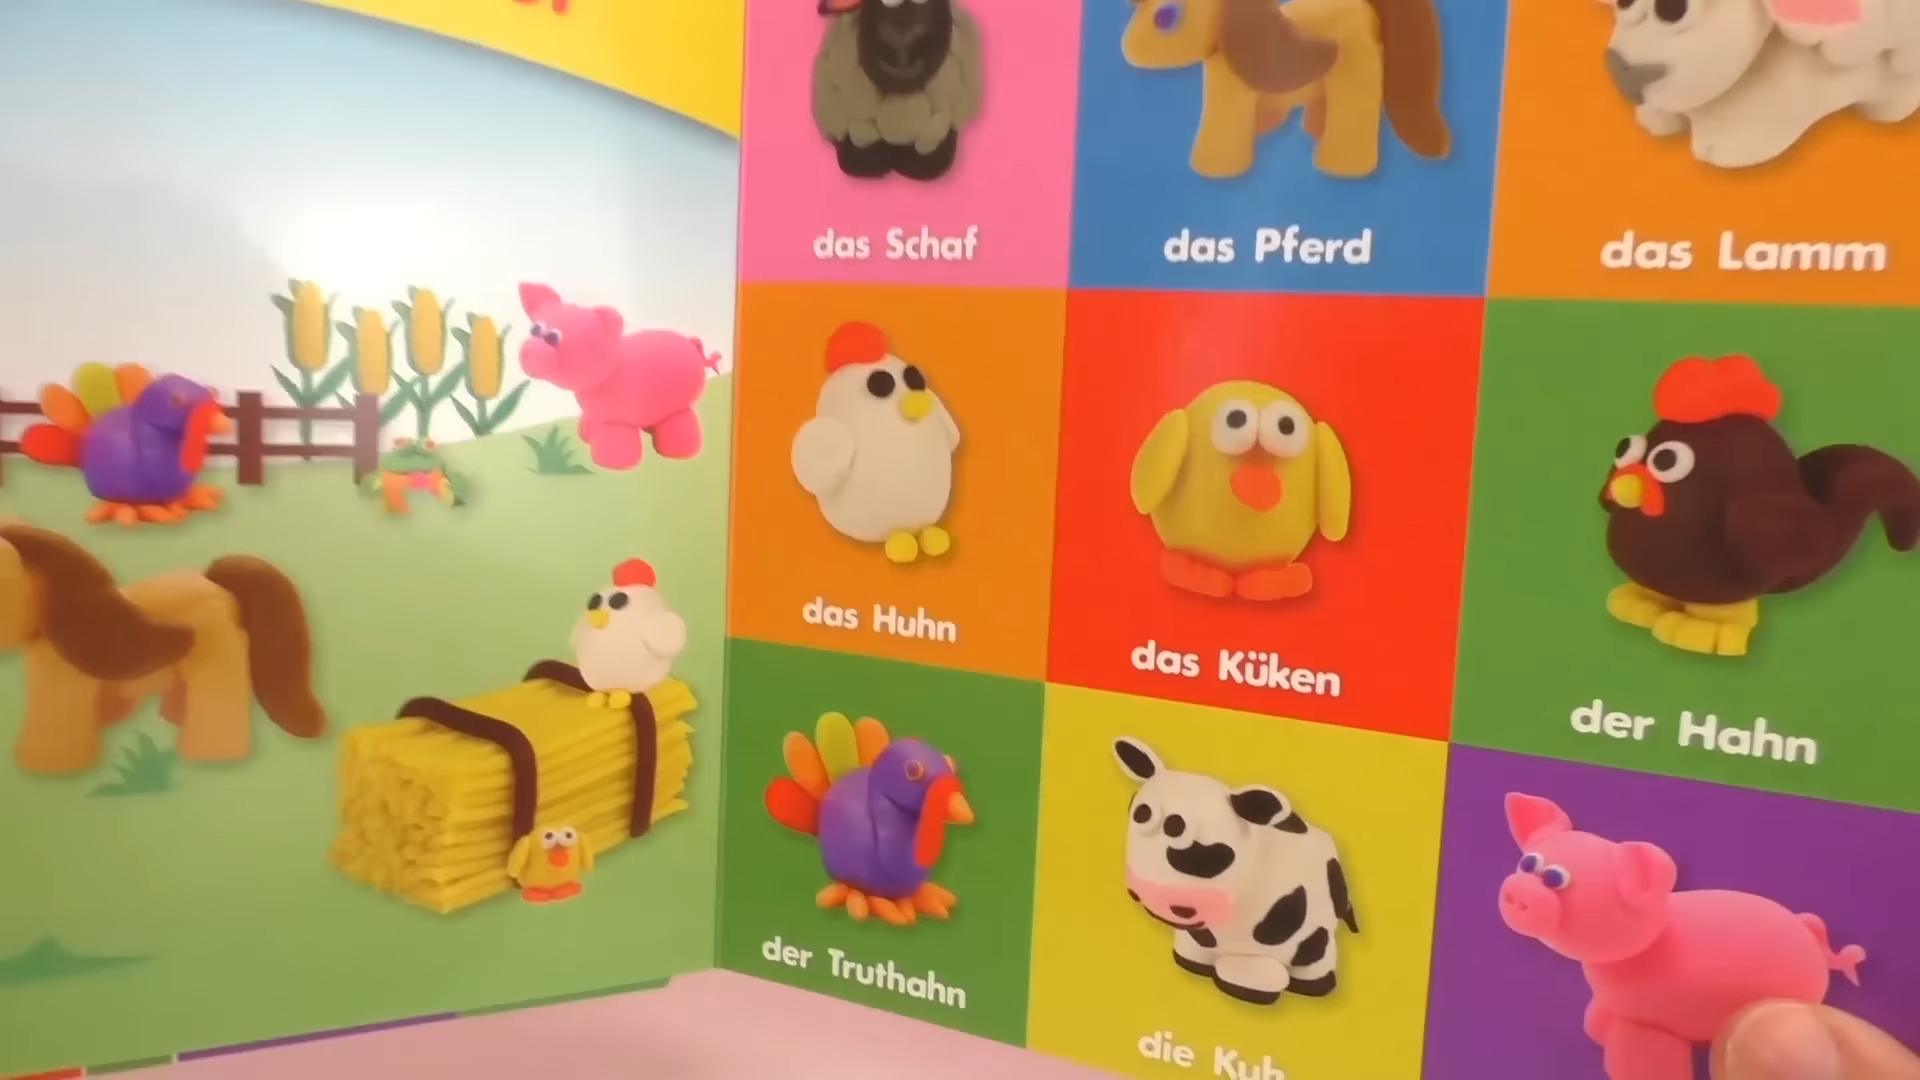 das Schaf
das Pferd
das Lamm
das Huhn
das Küken
der Hahn
der Truthahn
die Kuh